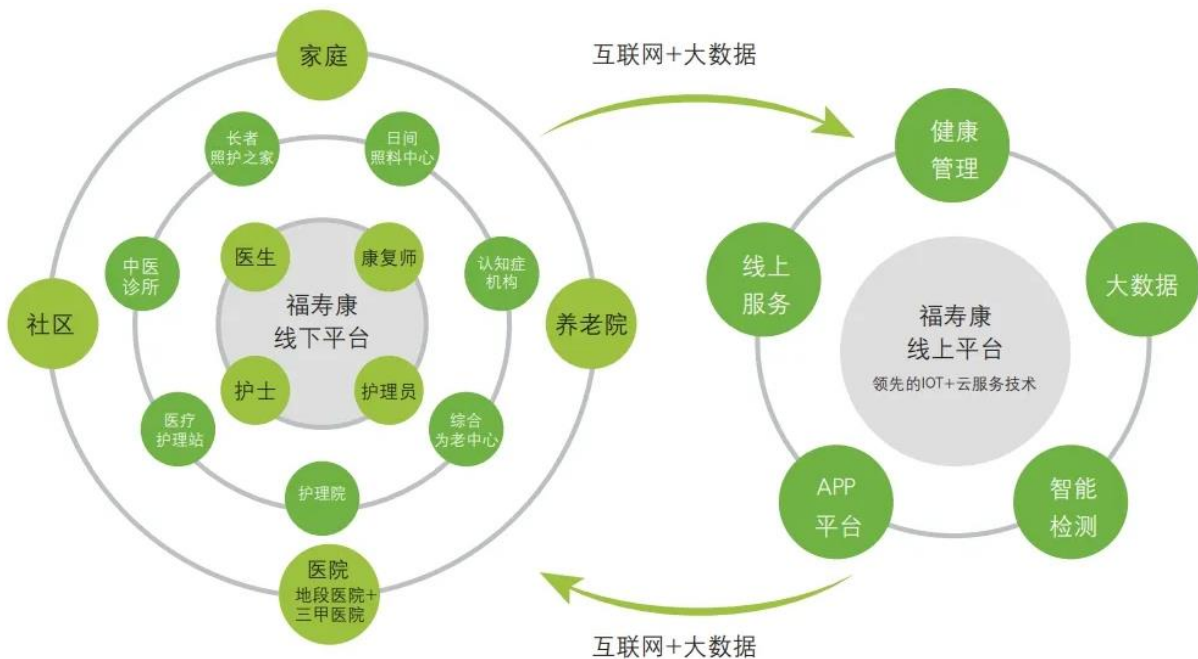 家庭
长者
照护之家
日间
照料中心
中医
诊所
认知症
机构
医生
康复师
福寿康
线下平台
护士
护理员
社区
养老院
医疗
护理站
综合
为老中心
护理院
医院
地段医院+
三甲医院
互联网+大数据
健康
管理
线上
服务
大数据
福寿康
线上平台
领先的IOT+云服务技术
APP
平台
智能
检测
互联网+大数据